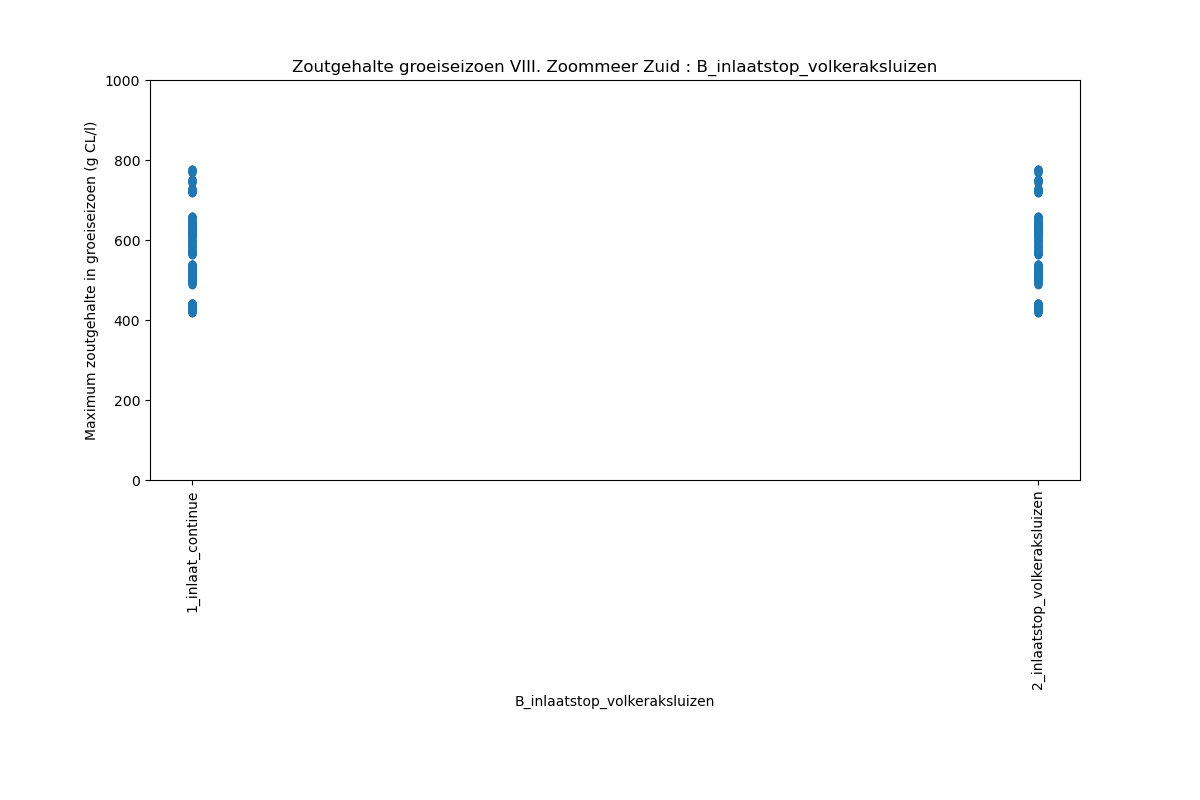 Zoutgehalte groeiseizoen VIII. Zoommeer Zuid : B_inlaatstop_volkeraksluizen
Maximum zoutgehalte in groeiseizoen (g CL/l)
1000
800
600
400
200
0
1_inlaat_continue
2_inlaatstop_volkeraksluizen
B_inlaatstop_volkeraksluizen